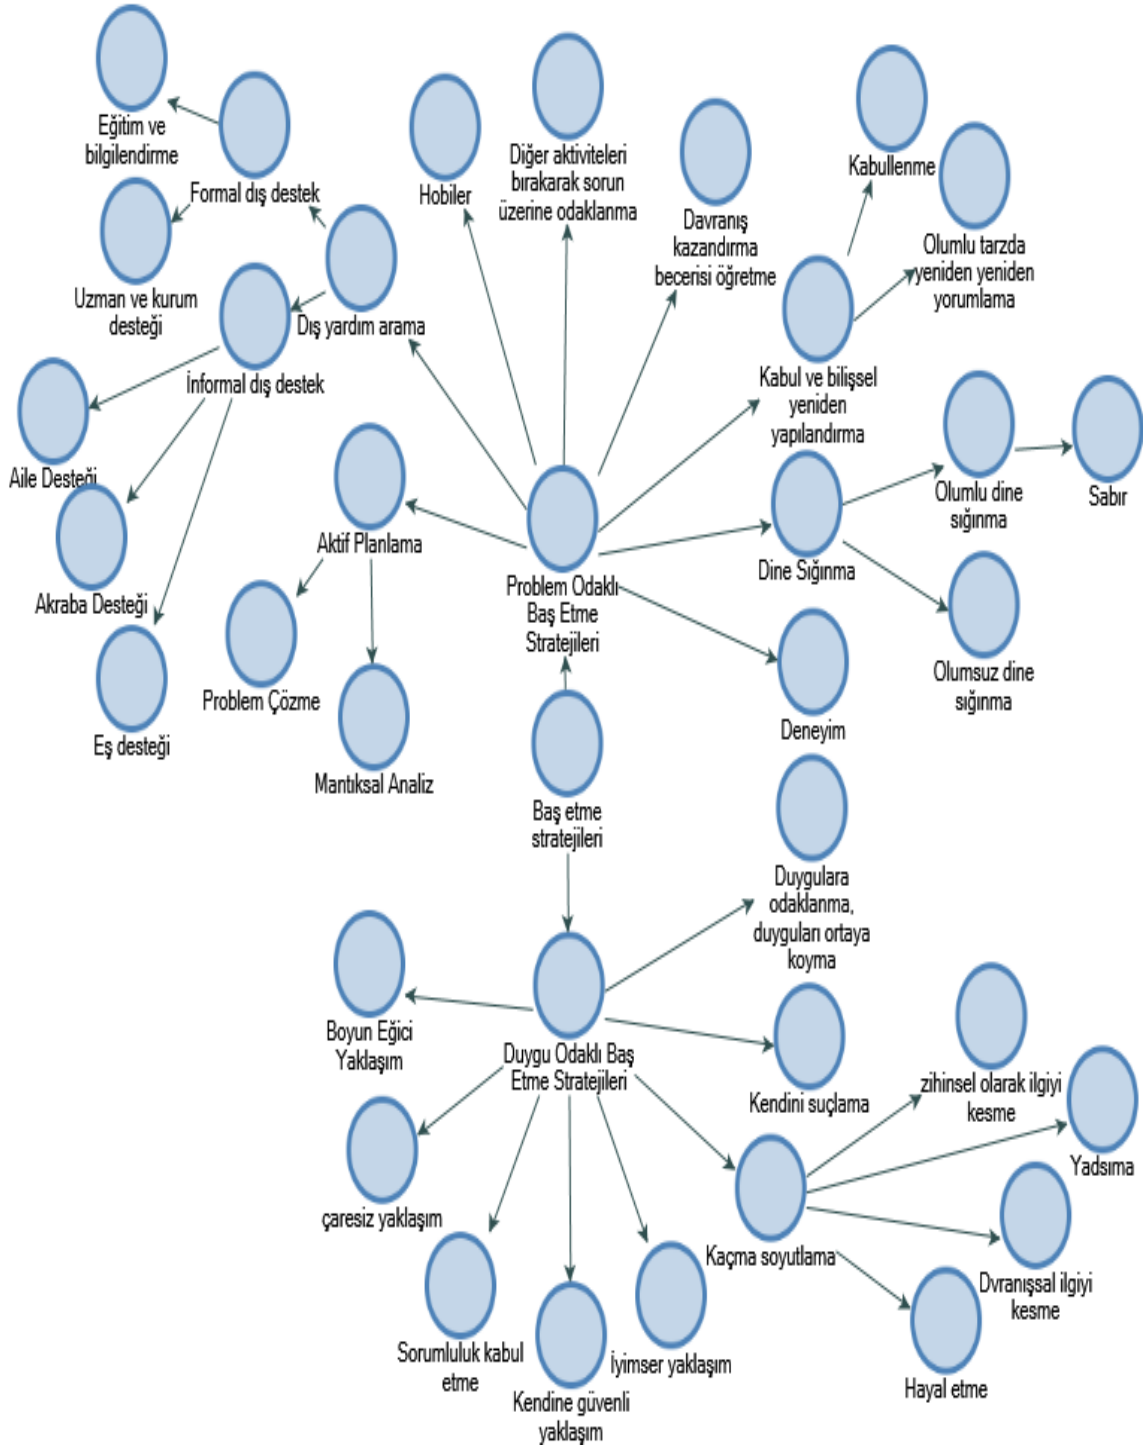 Eğitim ve
bilgilendirme
Formal dış destek
Uzman ve kurum
desteği
Dış yardım arama
İnformal dış destek
Aile Desteği
Akraba Desteği
Eş desteği
Hobiler
Diğer aktiviteleri
bırakarak sorun
üzerine odaklanma
Davranış
kazandırma
becerisi öğretme
Kabullenme
Olumlu tarzda
yeniden yeniden
yorumlama
Kabul ve bilişsel
yeniden
yapılandırma
Aktif Planlama
Problem Çözme
Mantıksal Analiz
Problem Odaklı
Baş Etme
Stratejileri
Dine Sığınma
Olumlu dine
sığınma
Sabır
Olumsuz dine
sığınma
Deneyim
Baş etme
stratejileri
Duygulara
odaklanma,
duyguları ortaya
koyma
Boyun Eğici
Yaklaşım
Duygu Odaklı Baş
Etme Stratejileri
Kendini suçlama
zihinsel olarak ilgiyi
kesme
Yadsıma
çaresiz yaklaşım
Kaçma soyutlama
Dvranışsal ilgiyi
kesme
Sorumluluk kabul
etme
Kendine güvenli
yaklaşım
İyimser yaklaşım
Hayal etme